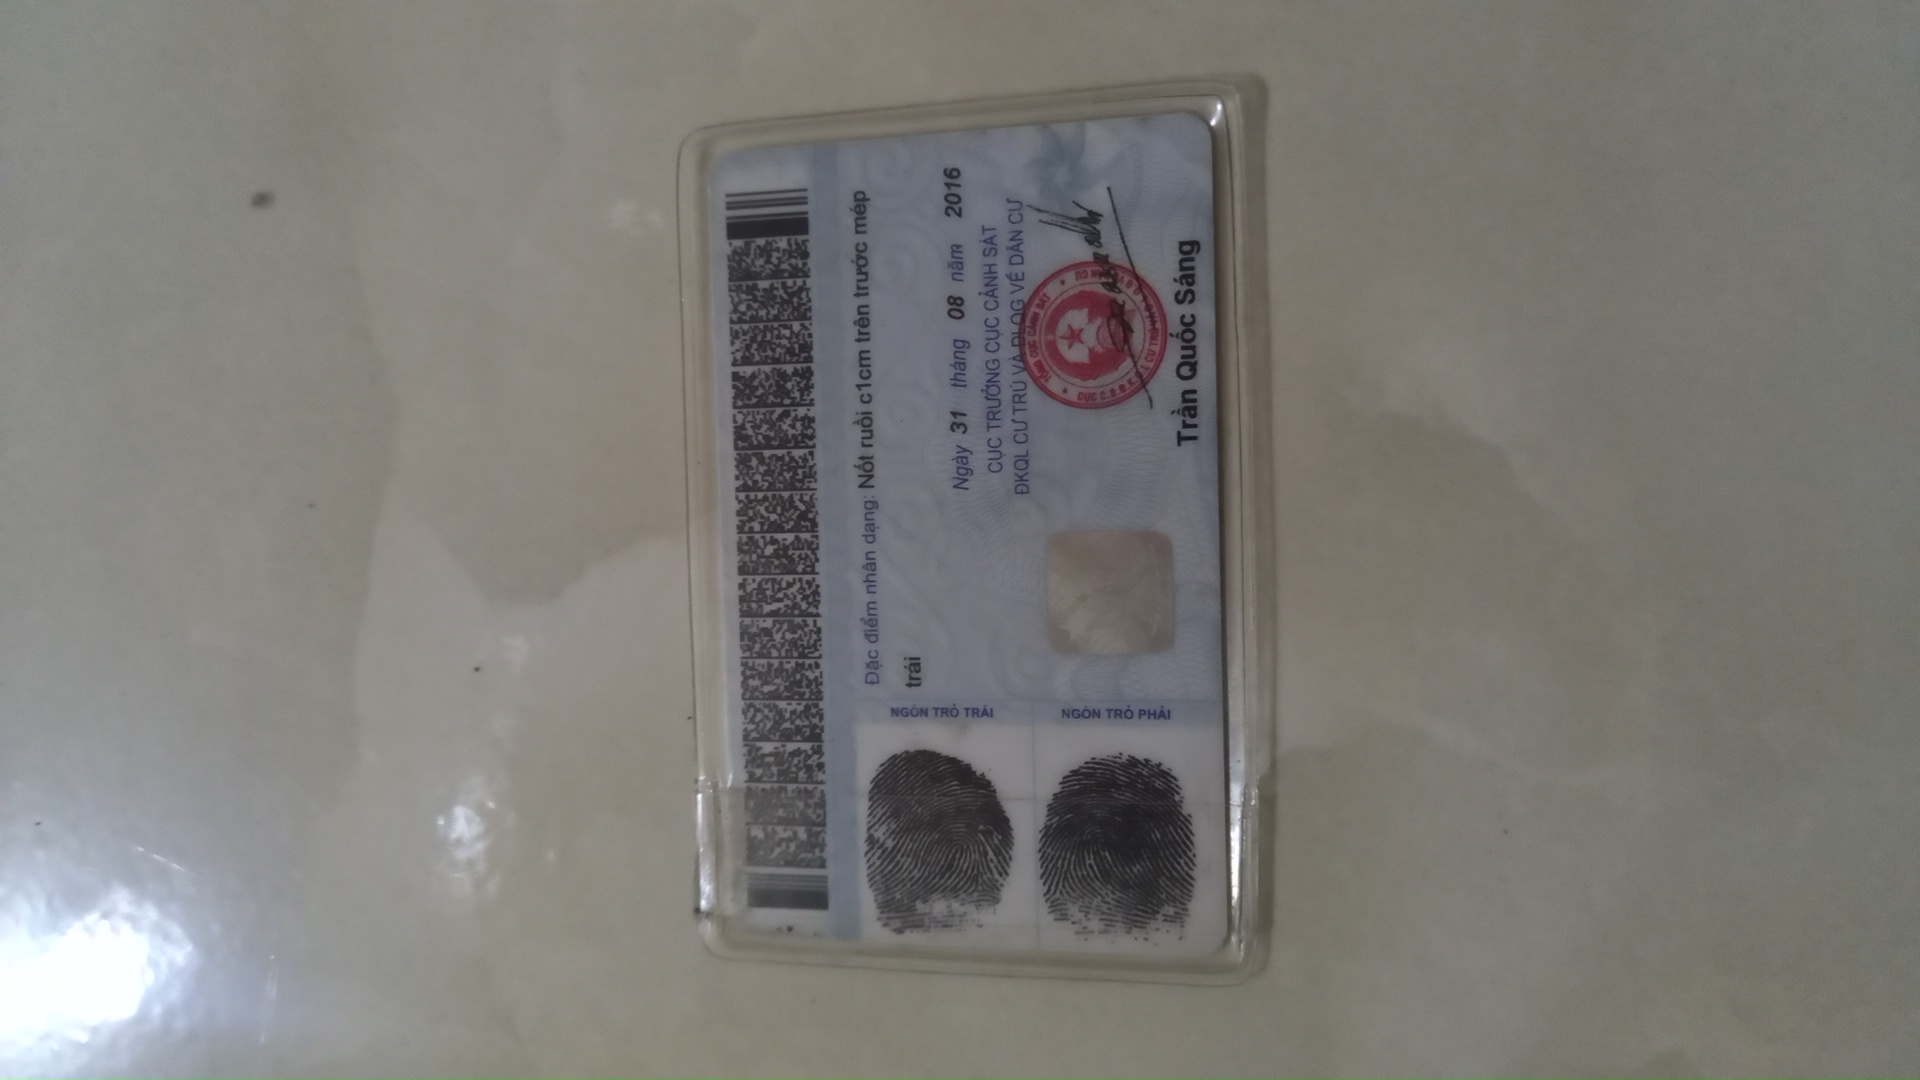 Đặc điểm nhân dạng: Nốt ruồi c1cm trên trước mép
trái
NGÓN TRỎ TRÁI
Ngày 31 tháng 08 năm 2016
CỤC TRƯỞNG CỤC CẢNH SÁT
ĐKQL CƯ TRÚ VÀ DLQG VỀ DÂN CƯ
NGÓN TRỎ PHẢI
TỔNG CỤC CẢNH SÁT
Trần Quốc Sáng